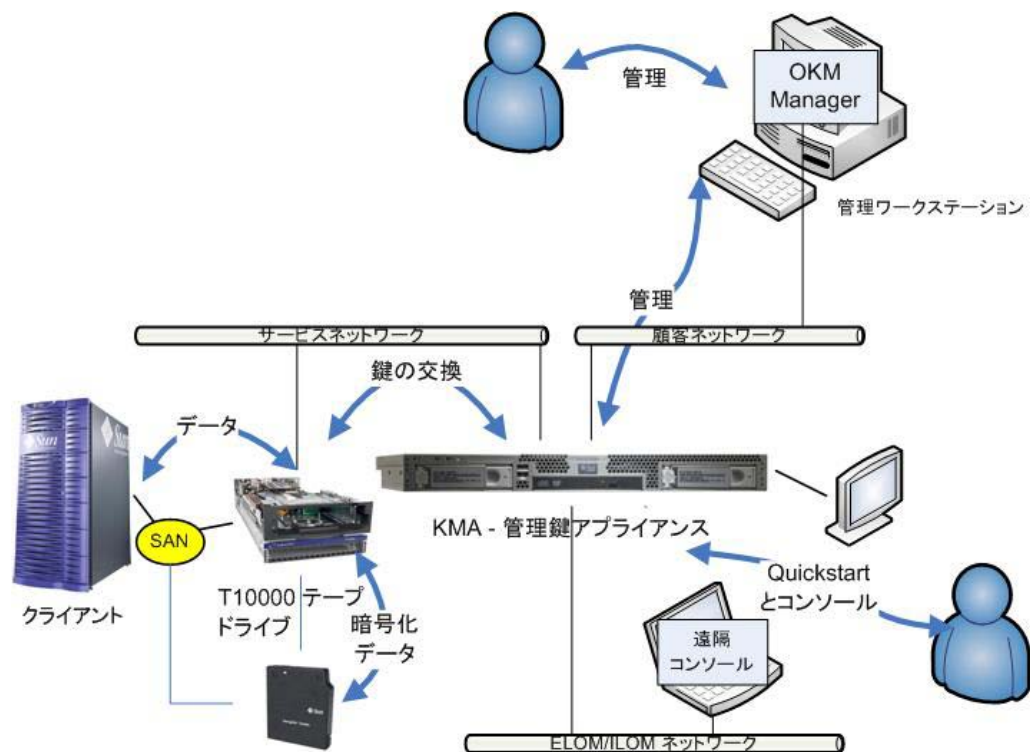 管理
OKM
Manager
管理ワークステーション
管理
サービスネットワーク
顧客ネットワーク
鍵の交換
データ
Sun
SAN
KMA - 管理鍵アプライアンス
クライアント
T10000 テープ
ドライブ
暗号化
データ
Quickstart
とコンソール
遠隔
コンソール
Sun
ELOM/ILOM ネットワーク